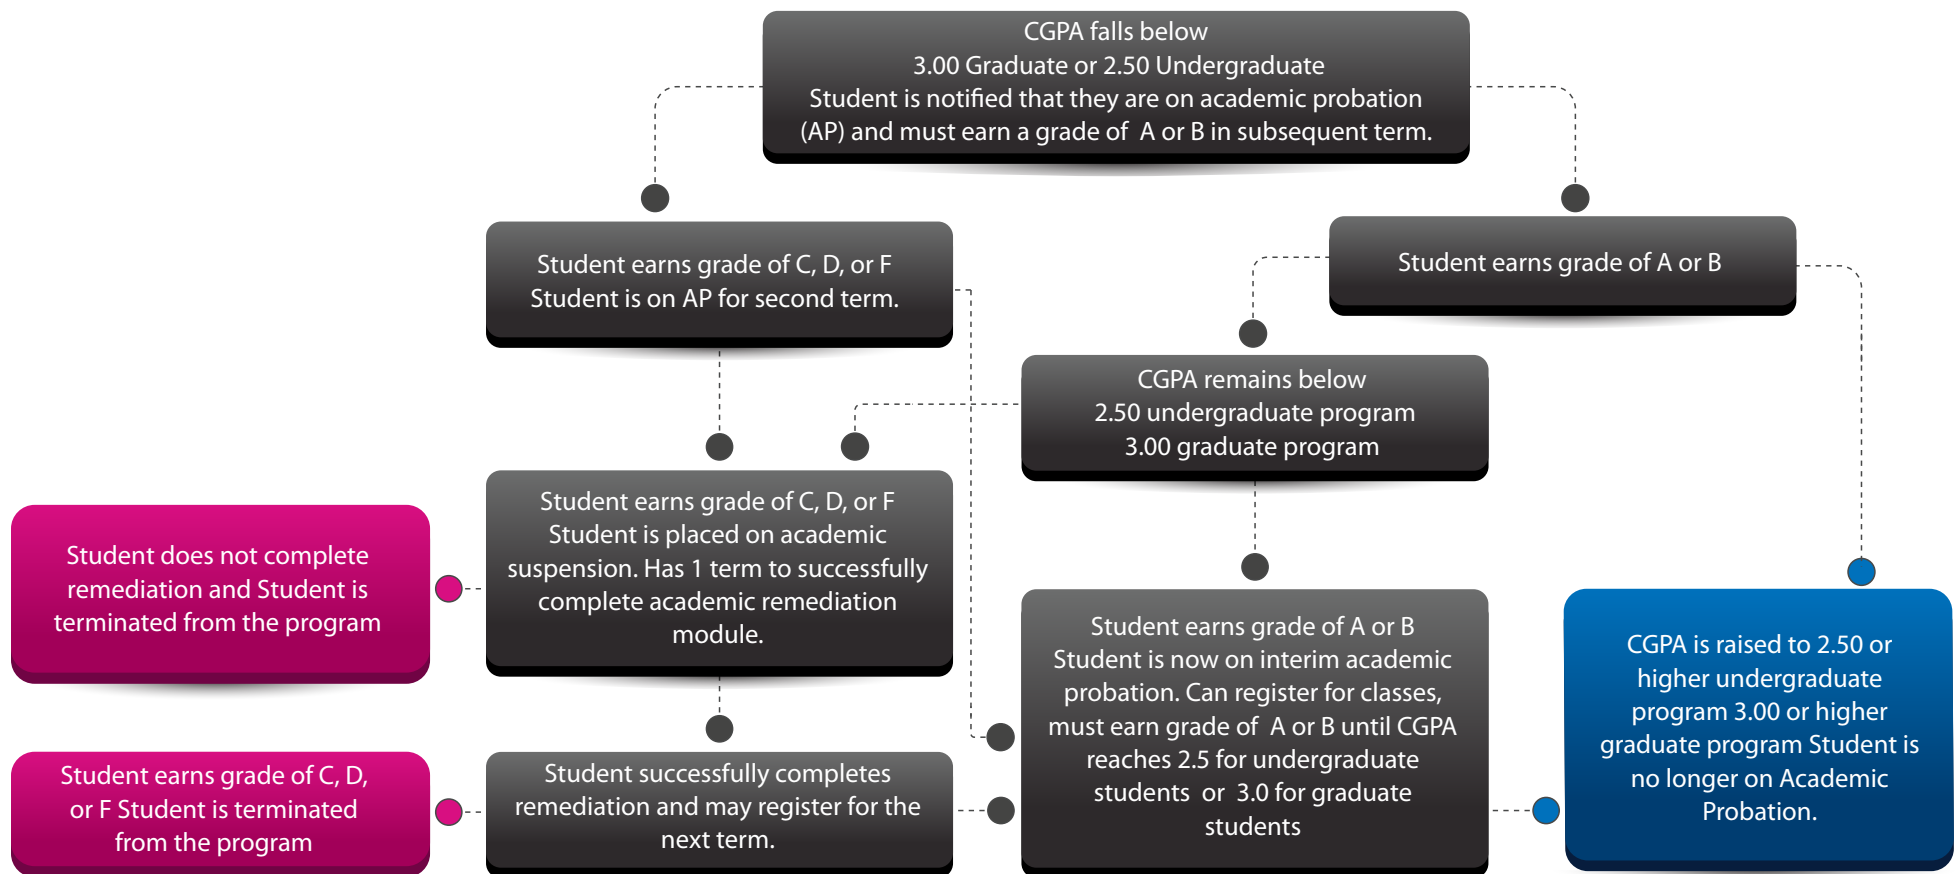 CGPA falls below
3.00 Graduate or 2.50 Undergraduate
Student is notified that they are on academic probation
(AP) and must earn a grade of A or B in subsequent term.
Student earns grade of C, D, or F
Student is on AP for second term.
Student earns grade of A or B
CGPA remains below
2.50 undergraduate program
3.00 graduate program
Student earns grade of C, D, or F
Student is placed on academic
suspension. Has 1 term to successfully
complete academic remediation
module.
Student does not complete
remediation and Student is
terminated from the program
Student earns grade of A or B
Student is now on interim academic
probation. Can register for classes,
must earn grade of A or B until CGPA
reaches 2.5 for undergraduate
students or 3.0 for graduate
students
CGPA is raised to 2.50 or
higher undergraduate
program 3.00 or higher
graduate program Student is
no longer on Academic
Probation.
Student earns grade of C, D,
or F Student is terminated
from the program
Student successfully completes
remediation and may register for the
next term.